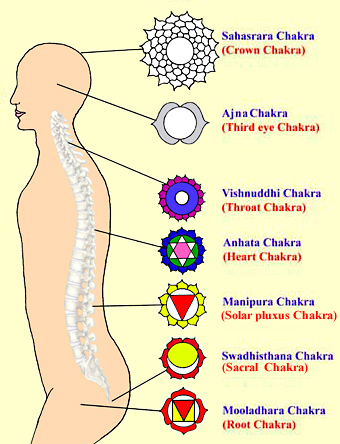 Sahasrara Chakra
(Crown Chakra)
Ajna Chakra
(Third eye Chakra)
Vishnuddhi Chakra
(Throat Chakra)
Anhata Chakra
(Heart Chakra)
Manipura Chakra
(Solar pluxus Chakra)
Swadhisthana Chakra
(Sacral Chakra)
Mooladhara Chakra
(Root Chakra)